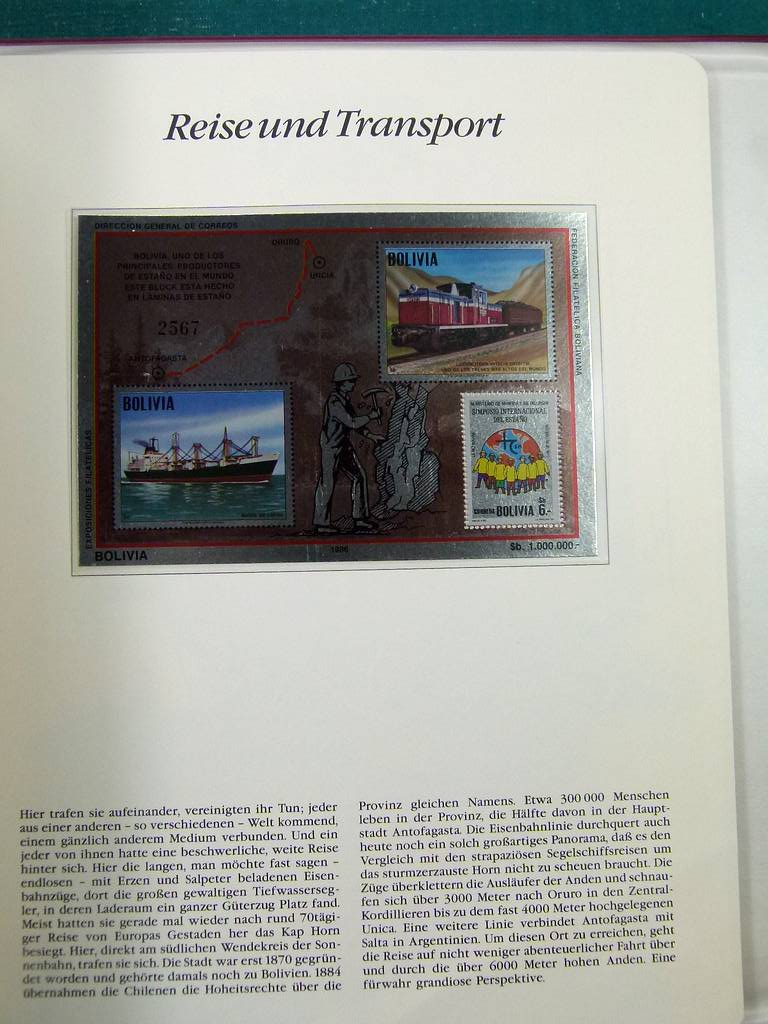 Reise und Transport
DIRECCION GENERAL DE CORREOS
ORURO
UNCIA
BOLIVIA, UNO DE LOS
PRINCIPALES PRODUCTORES
DE ESTAÑO EN EL MUNDO
ESTE BLOCK ESTA HECHO
EN LAMINAS DE ESTAÑO
2567
ANTOFAGASTA
BOLIVIA
UNO DE LOS TRENES MAS ALTOS DEL MUNDO
FEDERACION FILATELICA BOLIVIANA
BOLIVIA
SIMPOSIO INTERNACIONAL
DEL ESTAÑO
CORREOS BOLIVIA $b 6.-
EXPOSICIONES FILATELICAS
BOLIVIA
1986
$b. 1.000.000.-
Hier trafen sie aufeinander, vereinigten ihr Tun; jeder
aus einer anderen – so verschiedenen – Welt kommend,
einem gänzlich anderem Medium verbunden. Und ein
jeder von ihnen hatte eine beschwerliche, weite Reise
hinter sich. Hier die langen, man möchte fast sagen –
endlosen – mit Erzen und Salpeter beladenen Eisen-
bahnzüge, dort die großen gewaltigen Tiefwasserseg-
ler, in deren Laderaum ein ganzer Güterzug Platz fand.
Meist hatten sie gerade mal wieder nach rund 70täti-
ger Reise von Europas Gestaden her das Kap Horn
besiegt. Hier, direkt am südlichen Wendekreis der Son-
nenbahn, trafen sie sich. Die Stadt war erst 1870 gegrün-
det worden und gehörte damals noch zu Bolivien. 1884
übernahmen die Chilenen die Hoheitsrechte über die
Provinz gleichen Namens. Etwa 300 000 Menschen
leben in der Provinz, die Hälfte davon in der Haupt-
stadt Antofagasta. Die Eisenbahnlinie durchquert auch
heute noch ein solch großartiges Panorama, daß es den
Vergleich mit den strapaziösen Segelschiffsreisen um
das sturmzerzauste Horn nicht zu scheuen braucht. Die
Züge überklettern die Ausläufer der Anden und schnau-
fen sich über 3000 Meter nach Oruro in den Zentral-
Kordillieren bis zu dem fast 4000 Meter hochgelegenen
Unica. Eine weitere Linie verbindet Antofagasta mit
Salta in Argentinien. Um diesen Ort zu erreichen, geht
die Reise auf nicht weniger abenteuerlicher Fahrt über
und durch die über 6000 Meter hohen Anden. Eine
fürwahr grandiose Perspektive.